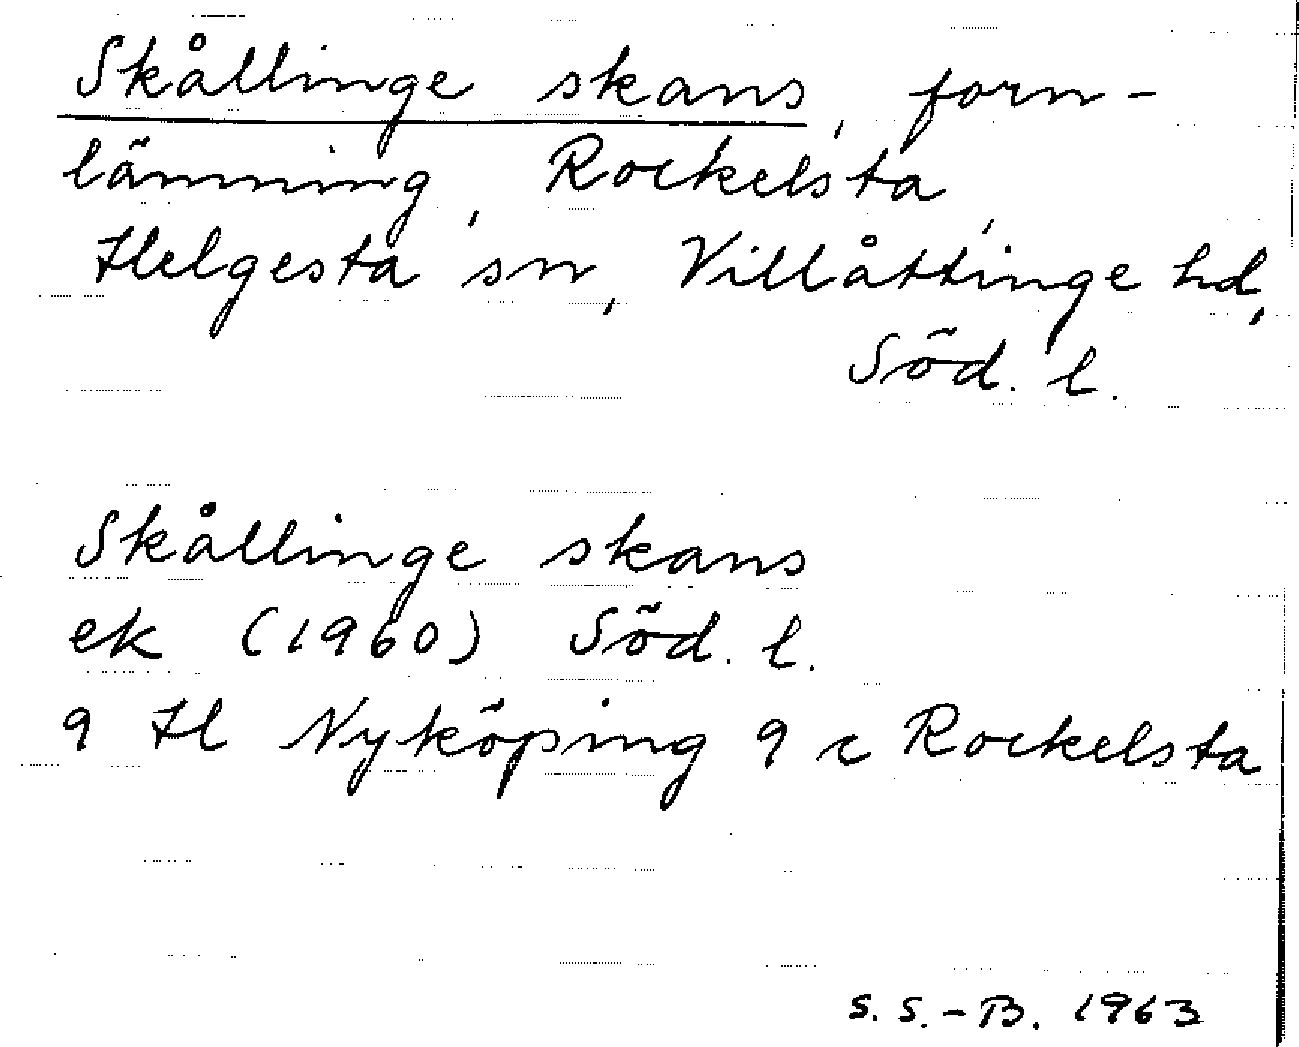 Skållinge skans, forn-
lämning, Rockelsta,
Helgesta sn, Villåttinge hd,
Söd. l.
Skållinge skans
ek (1960) Söd. l.
9 H Nyköping 9 c Rockelsta
S. S.-B. 1963